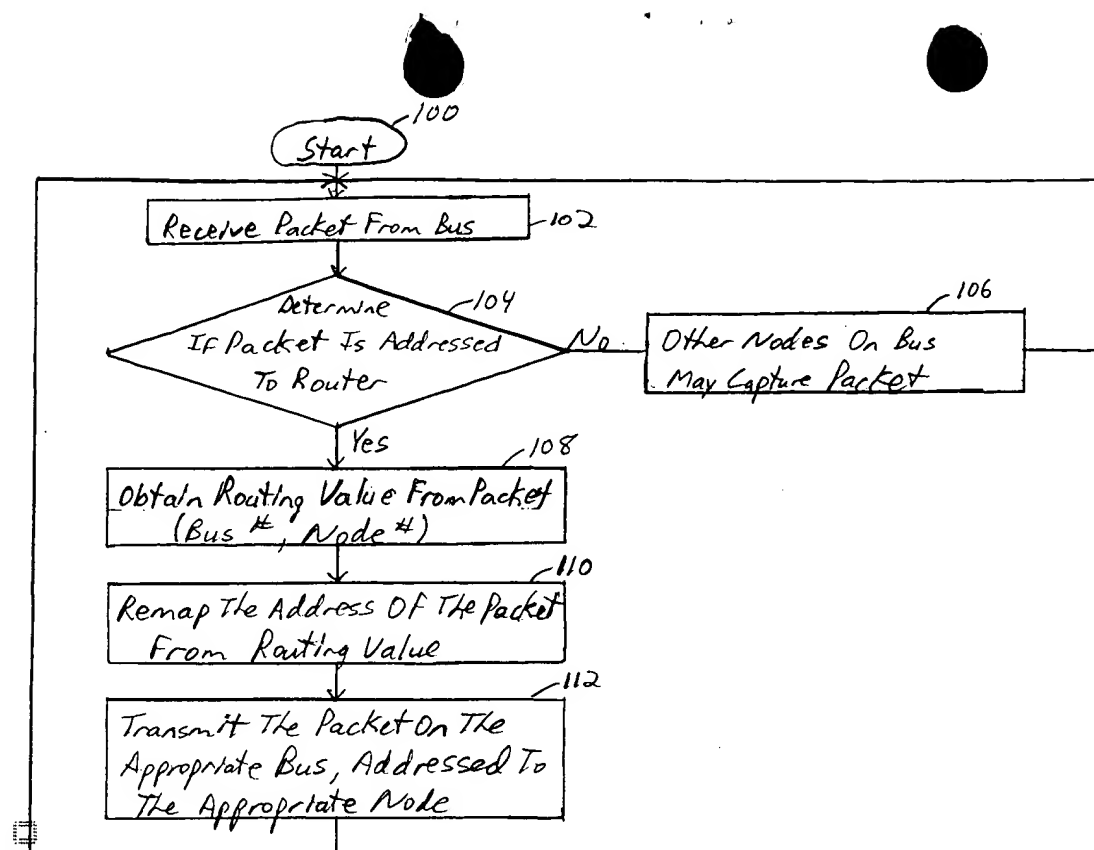 100
Start
Receive Packet From Bus
102
Determine
If Packet Is Addressed
To Router
104
No
106
Other Nodes On Bus
May Capture Packet
Yes
108
Obtain Routing Value From Packet
(Bus #, Node #)
110
Remap The Address Of The Packet
From Routing Value
112
Transmit The Packet On The
Appropriate Bus, Addressed To
The Appropriate Node